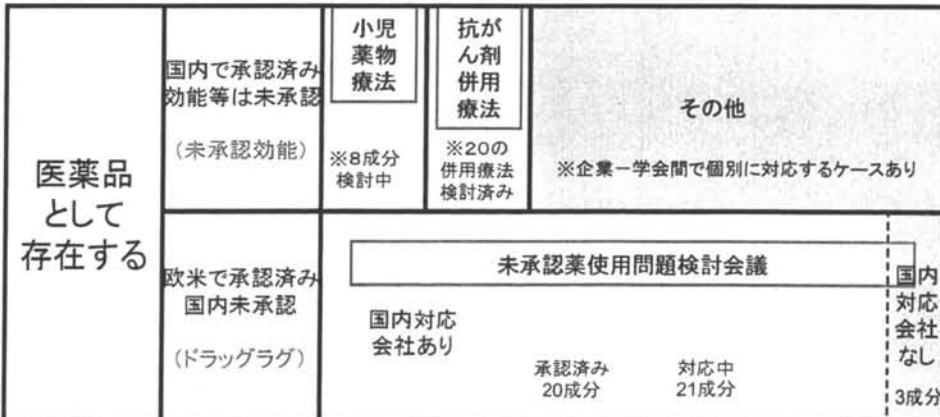 医薬品
として
存在する
国内で承認済み
効能等は未承認
(未承認効能)
小児
薬物
療法
※8成分
検討中
抗が
ん剤
併用
療法
※20の
併用療法
検討済み
その他
※企業－学会間で個別に対応するケースあり
欧米で承認済み
国内未承認
(ドラッグラグ)
未承認薬使用問題検討会議
国内対応
会社あり
承認済み
20成分
対応中
21成分
国内
対応
会社
なし
3成分